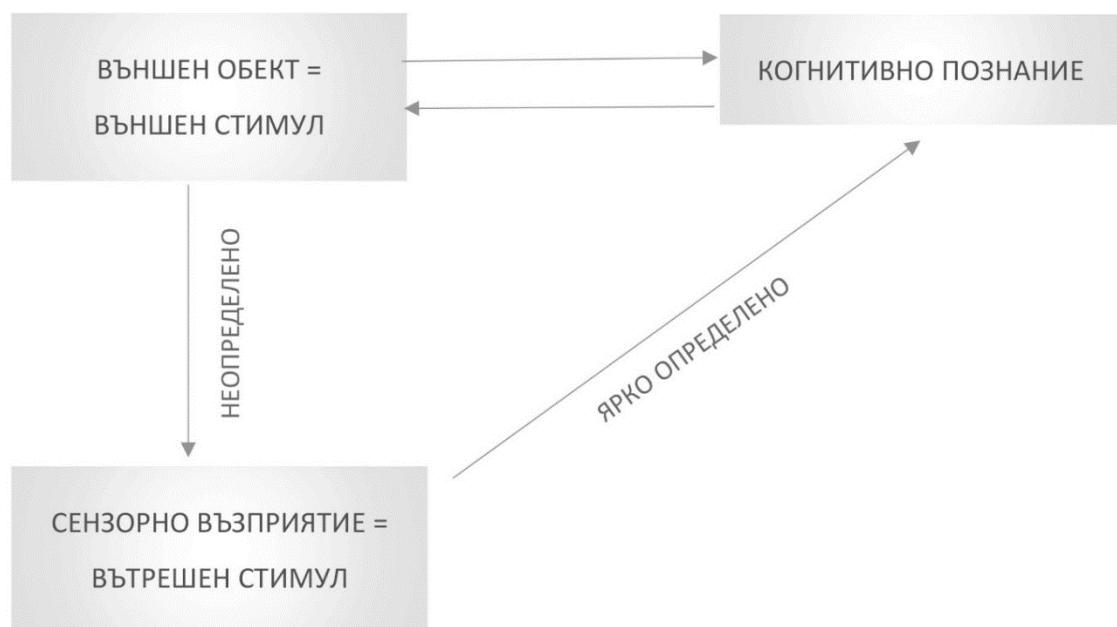 ВЪНШЕН ОБЕКТ =
ВЪНШЕН СТИМУЛ
КОГНИТИВНО ПОЗНАНИЕ
НЕОПРЕДЕЛЕНО
ЯРКО ОПРЕДЕЛЕНО
СЕНЗОРНО ВЪЗПРИЯТИЕ =
ВЪТРЕШЕН СТИМУЛ